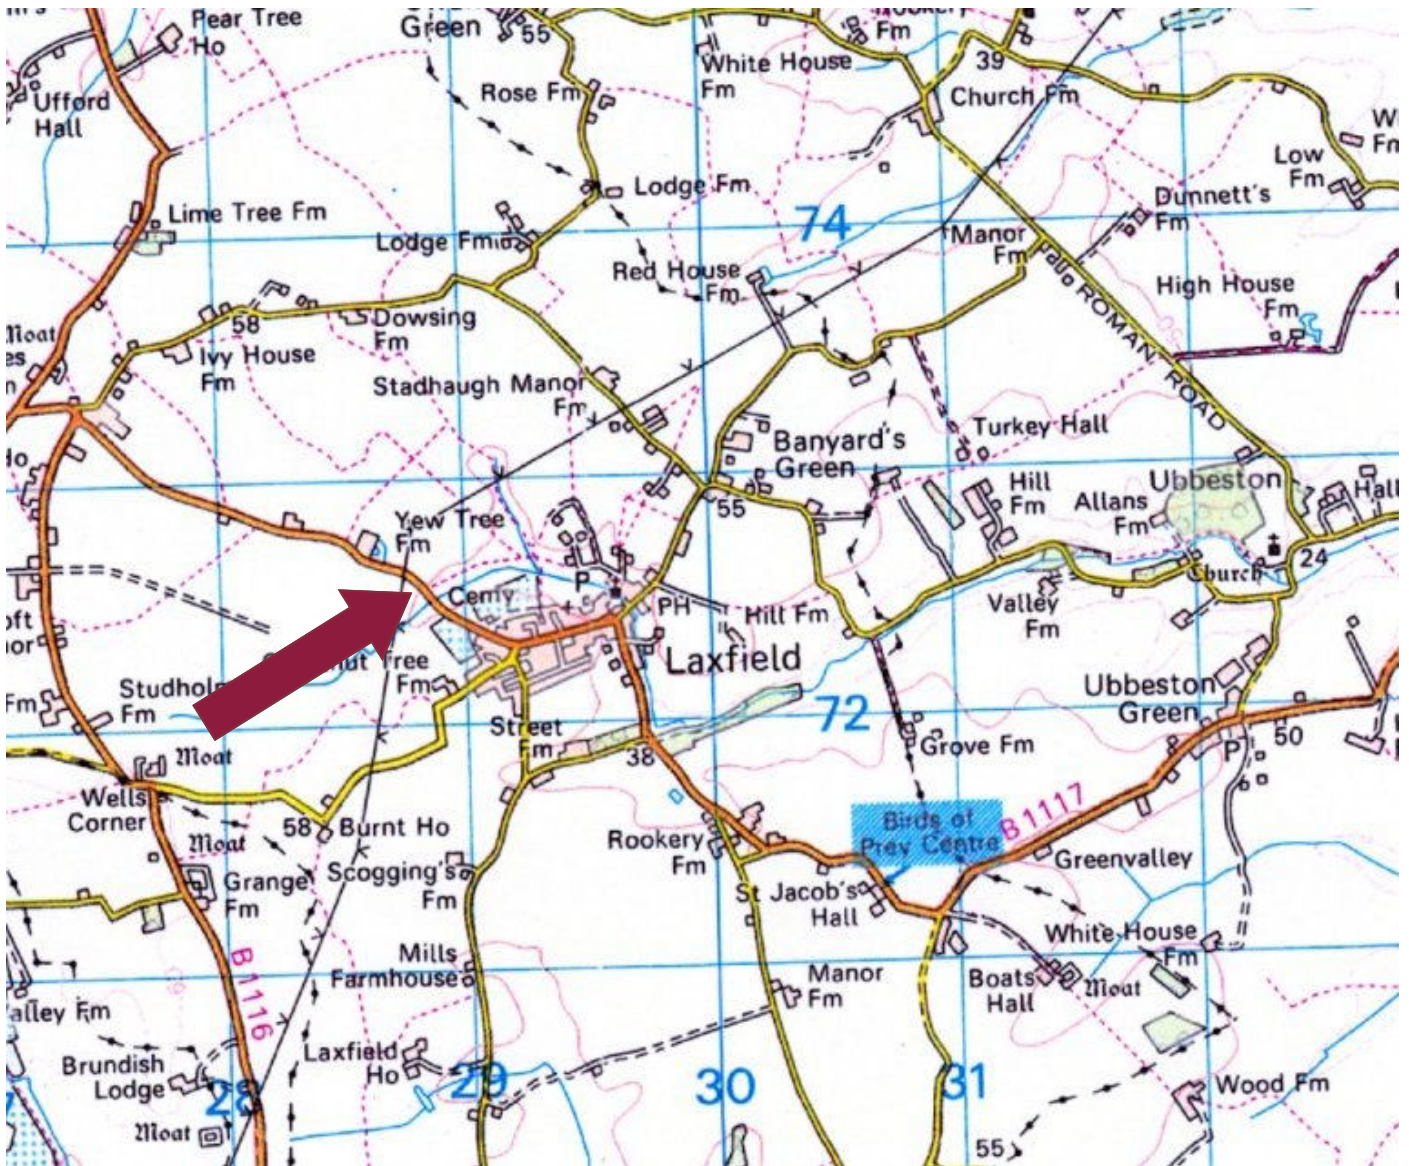 Pear Tree
Ho
Green
55
Rookery
Fm
White House
Fm
39
Rose Fm
Church Fm
Ufford
Hall
Low
Fm
Lodge Fm
Dunnett's
Fm
Lime Tree Fm
74
Lodge Fm
Manor
Fm
Red House
Fm
High House
Fm
ROMAN ROAD
58
Dowsing
Fm
Moat
Ivy House
Fm
Stadhaugh Manor
Fm
Turkey Hall
Banyard's
Green
Ubbeston
Hill
Fm
Allans
Fm
Hall
55
Yew Tree
Fm
24
Church
P
Cemy
PH
Hill Fm
Valley
Fm
Laxfield
Tree
Fm
Fm
Fm
Ubbeston
Green
72
Street
Fm
50
P
Grove Fm
38
Moat
Wells
Corner
B 1117
Birds of
Prey Centre
58
Burnt Ho
Rookery
Fm
Moat
Greenvalley
Scogging's
Fm
Grange
Fm
St Jacob's
Hall
White House
Fm
Mills
Farmhouse
Manor
Fm
Boats
Hall
Moat
B 1116
alley Fm
Laxfield
Ho
Brundish
Lodge
28
29
30
31
Wood Fm
Moat
55